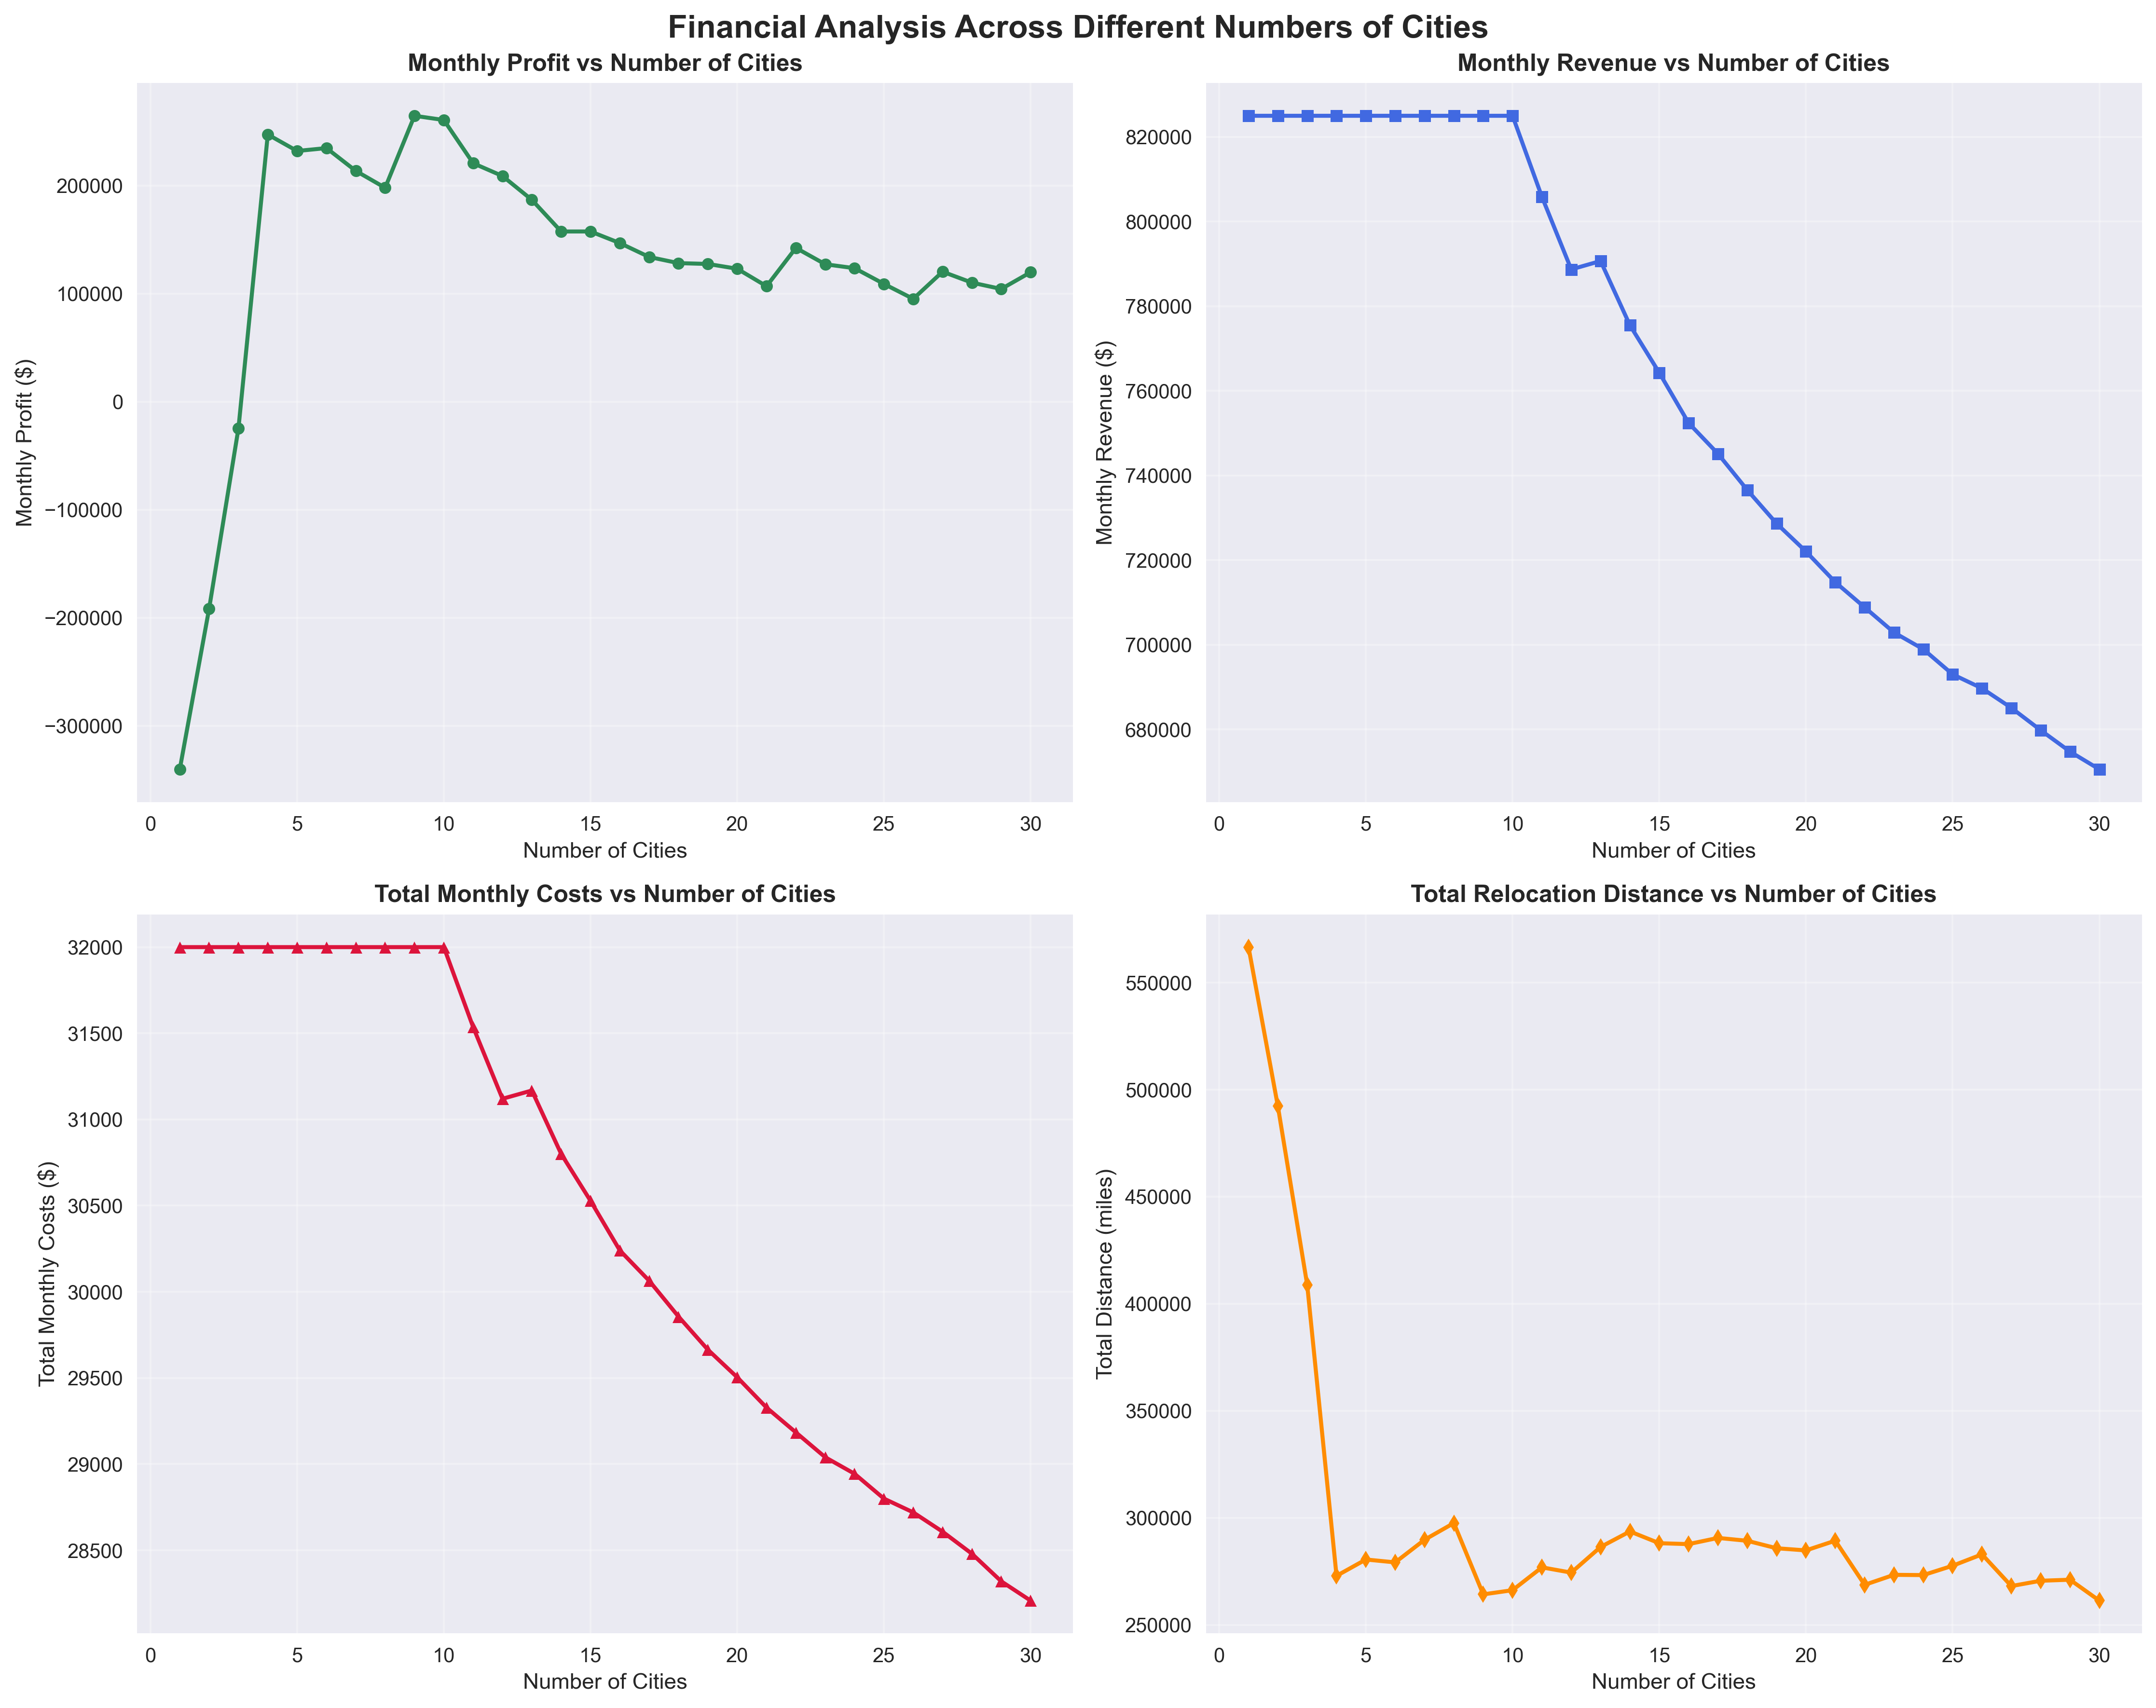 Financial Analysis Across Different Numbers of Cities
Monthly Profit vs Number of Cities
Monthly Profit ($)
200000
100000
0
−100000
−200000
−300000
0 5 10 15 20 25 30
Number of Cities
Monthly Revenue vs Number of Cities
Monthly Revenue ($)
820000
800000
780000
760000
740000
720000
700000
680000
0 5 10 15 20 25 30
Number of Cities
Total Monthly Costs vs Number of Cities
Total Monthly Costs ($)
32000
31500
31000
30500
30000
29500
29000
28500
0 5 10 15 20 25 30
Number of Cities
Total Relocation Distance vs Number of Cities
Total Distance (miles)
550000
500000
450000
400000
350000
300000
250000
0 5 10 15 20 25 30
Number of Cities